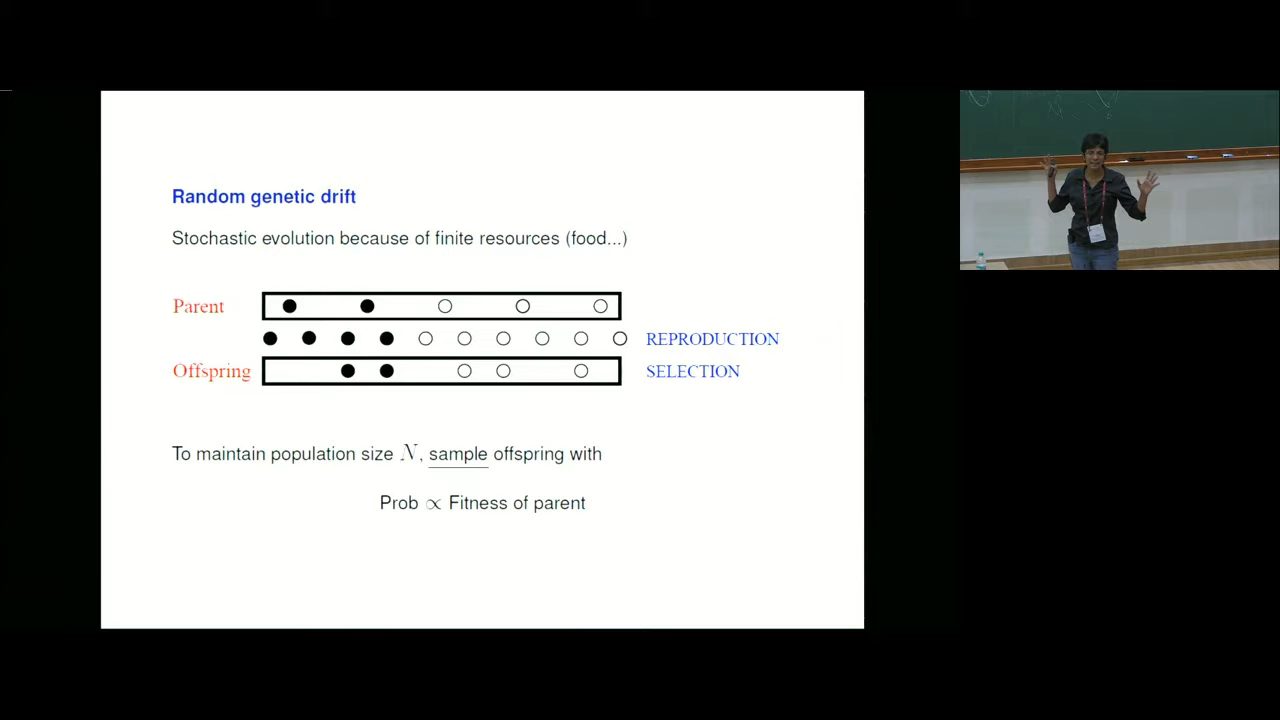 Random genetic drift
Stochastic evolution because of finite resources (food...)
Parent
REPRODUCTION
Offspring
SELECTION
To maintain population size N, sample offspring with
Prob ∝ Fitness of parent